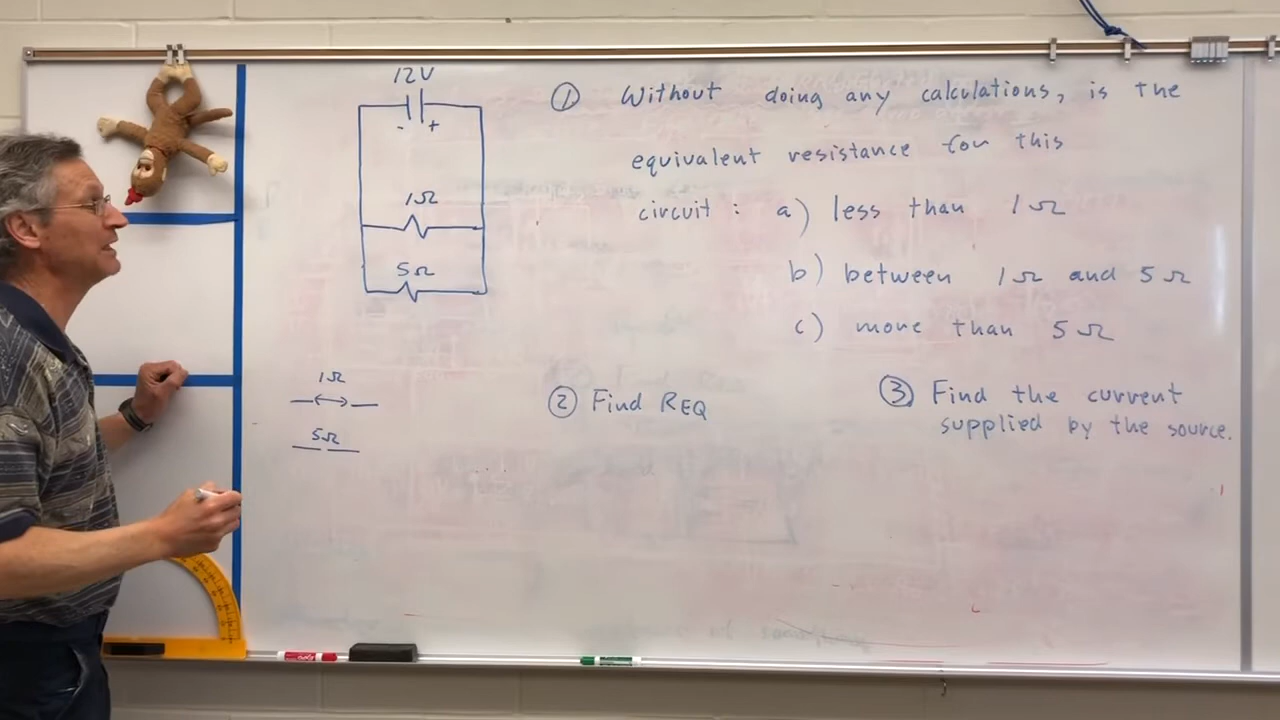 12V
- +
1Ω
5Ω
① Without doing any calculations, is the
equivalent resistance for this
circuit : a) less than 1Ω
b) between 1Ω and 5Ω
c) more than 5Ω
1Ω
5Ω
② Find REQ
③ Find the current
supplied by the source.